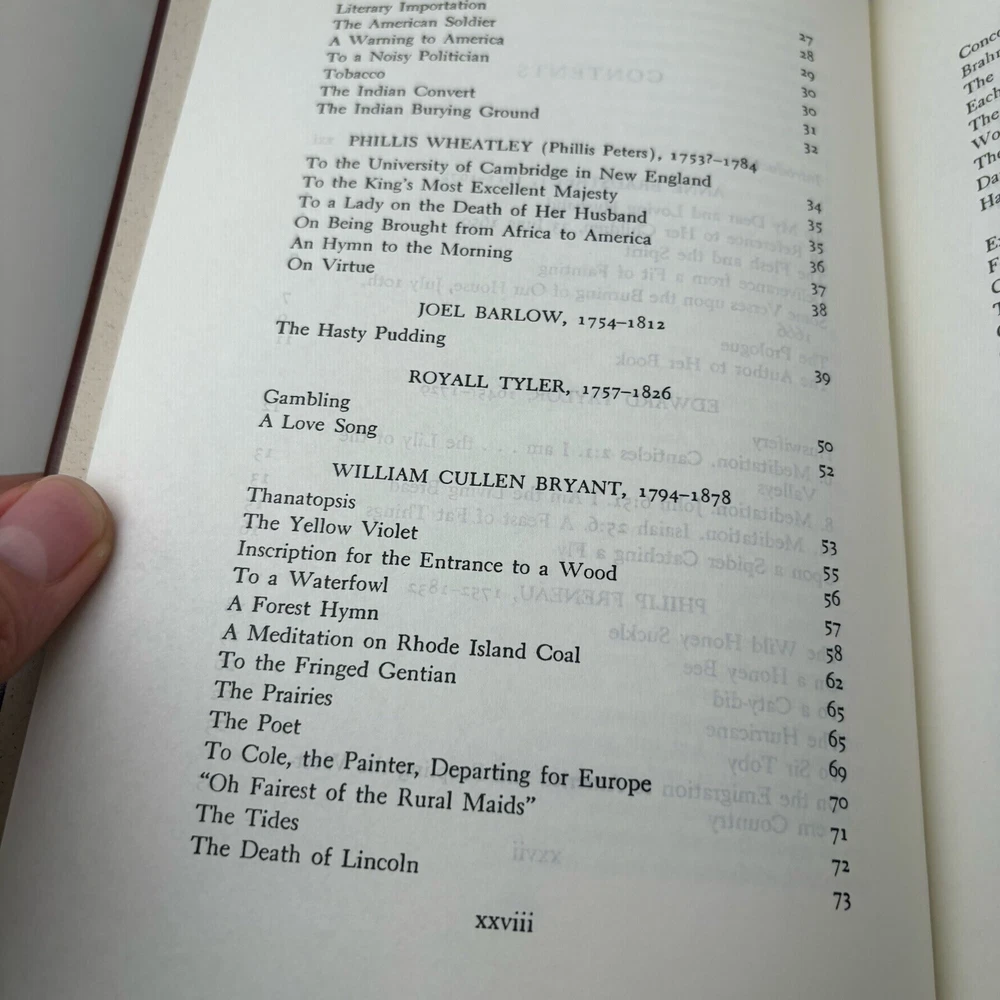 Literary Importation 27
The American Soldier 28
A Warning to America 29
To a Noisy Politician 30
Tobacco 30
The Indian Convert 31
The Indian Burying Ground 32
PHILLIS WHEATLEY (Phillis Peters), 1753?–1784
To the University of Cambridge in New England 34
To the King's Most Excellent Majesty 35
To a Lady on the Death of Her Husband 35
On Being Brought from Africa to America 36
An Hymn to the Morning 37
On Virtue 38
JOEL BARLOW, 1754–1812
The Hasty Pudding 39
ROYALL TYLER, 1757–1826
Gambling 50
A Love Song 52
WILLIAM CULLEN BRYANT, 1794–1878
Thanatopsis 53
The Yellow Violet 55
Inscription for the Entrance to a Wood 56
To a Waterfowl 57
A Forest Hymn 58
A Meditation on Rhode Island Coal 62
To the Fringed Gentian 65
The Prairies 65
The Poet 69
To Cole, the Painter, Departing for Europe 70
“Oh Fairest of the Rural Maids” 71
The Tides 72
The Death of Lincoln 73
xxviii
The
Each
The
The